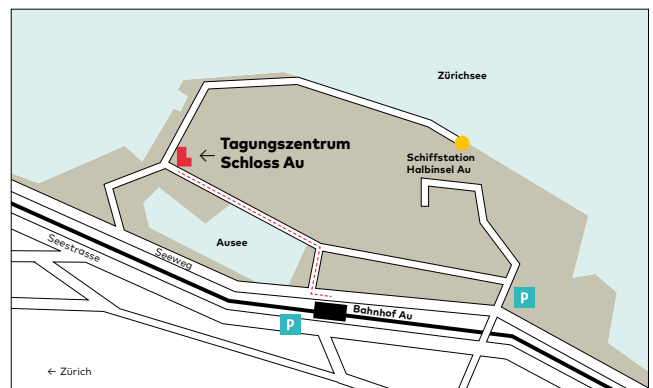 Zürichsee
Tagungszentrum
← Schloss Au
Schiffstation
Halbinsel Au
Ausee
Seeweg
Seestrasse
Bahnhof Au
P
P
← Zürich